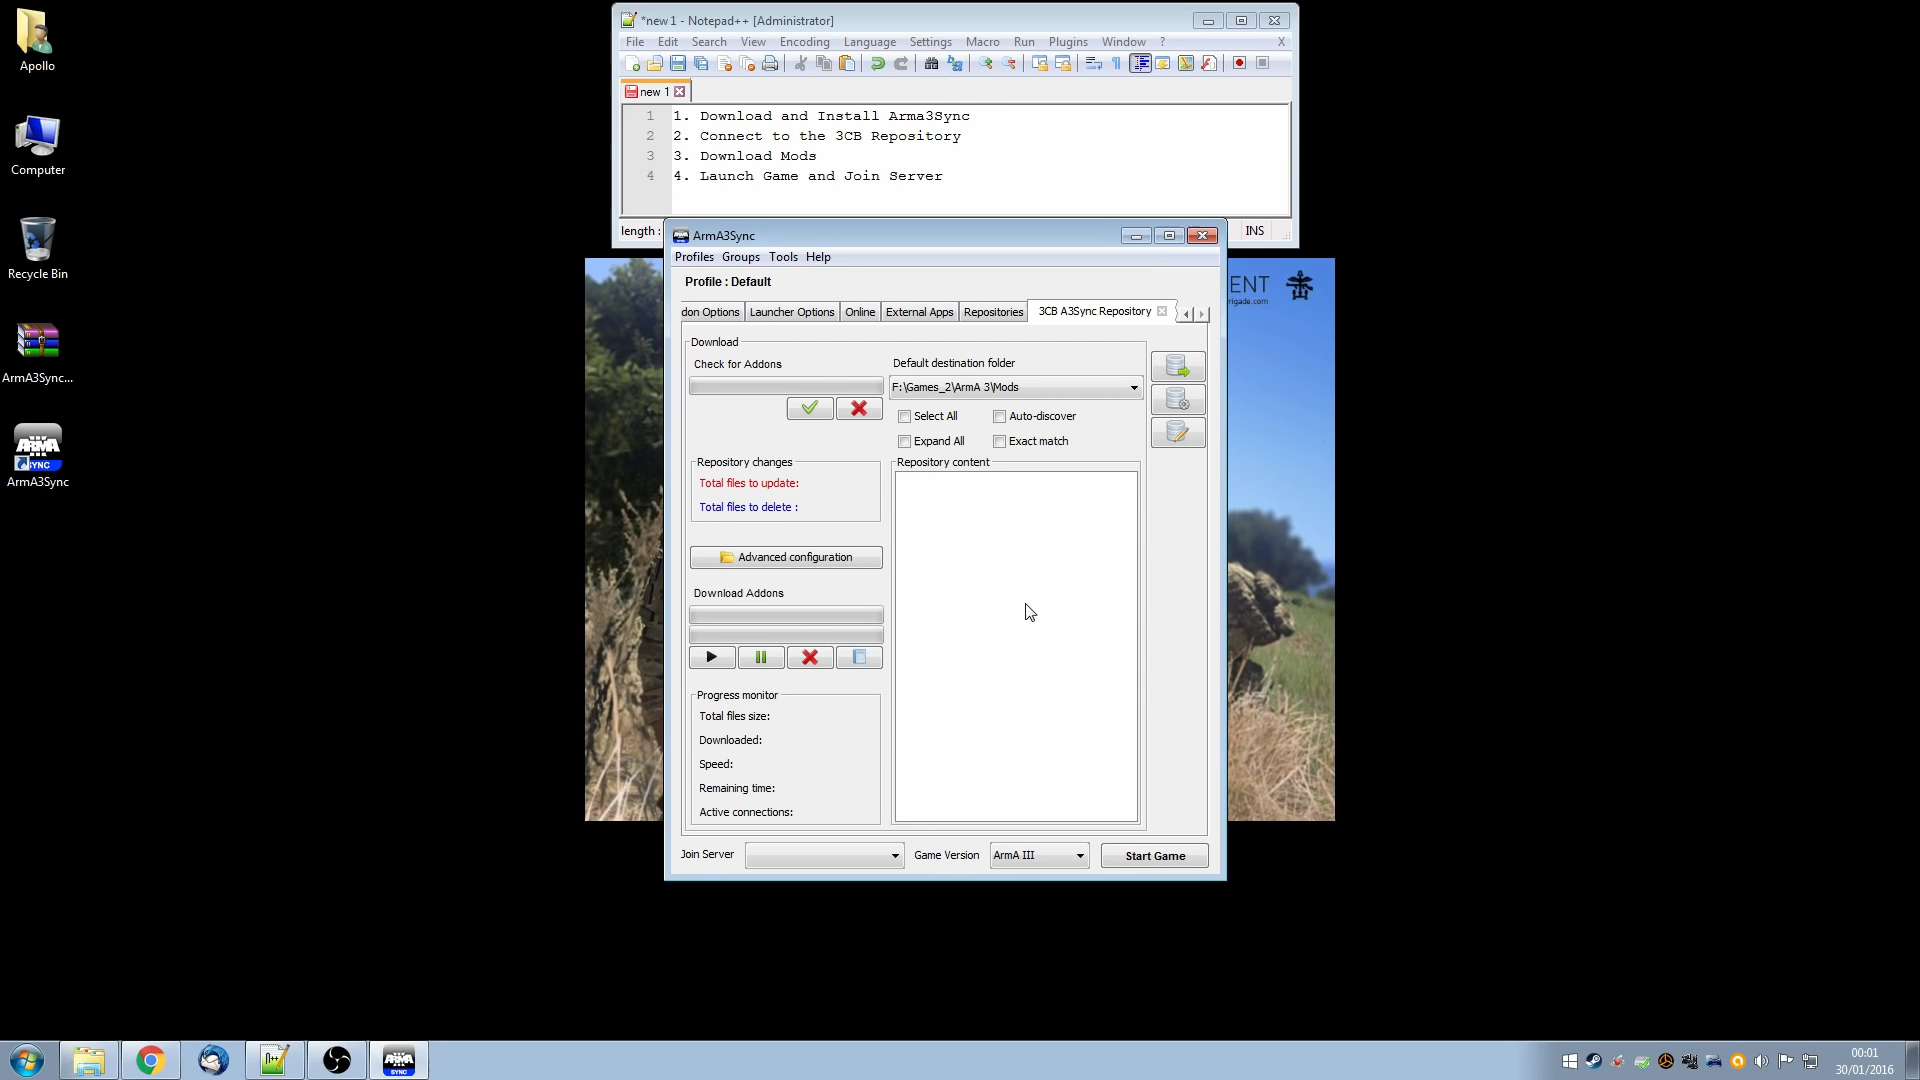 Apollo
Computer
Recycle Bin
ArmA3Sync...
ARMA
SYNC
ArmA3Sync
*new 1 - Notepad++ [Administrator]
File Edit Search View Encoding Language Settings Macro Run Plugins Window ? X
new 1
1 1. Download and Install Arma3Sync
2 2. Connect to the 3CB Repository
3 3. Download Mods
4 4. Launch Game and Join Server
length : INS
ENT
rigade.com
ArmA3Sync
Profiles Groups Tools Help
Profile : Default
don Options Launcher Options Online External Apps Repositories 3CB A3Sync Repository
Download
Check for Addons
Default destination folder
F:\Games_2\ArmA 3\Mods
Select All Auto-discover
Expand All Exact match
Repository changes
Total files to update:
Total files to delete :
Repository content
Advanced configuration
Download Addons
Progress monitor
Total files size:
Downloaded:
Speed:
Remaining time:
Active connections:
Join Server Game Version ArmA III Start Game
ARMA
SYNC
00:01
30/01/2016